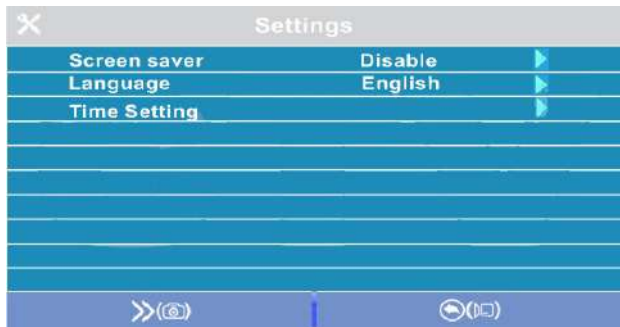 Settings
Screen saver Disable
Language English
Time Setting